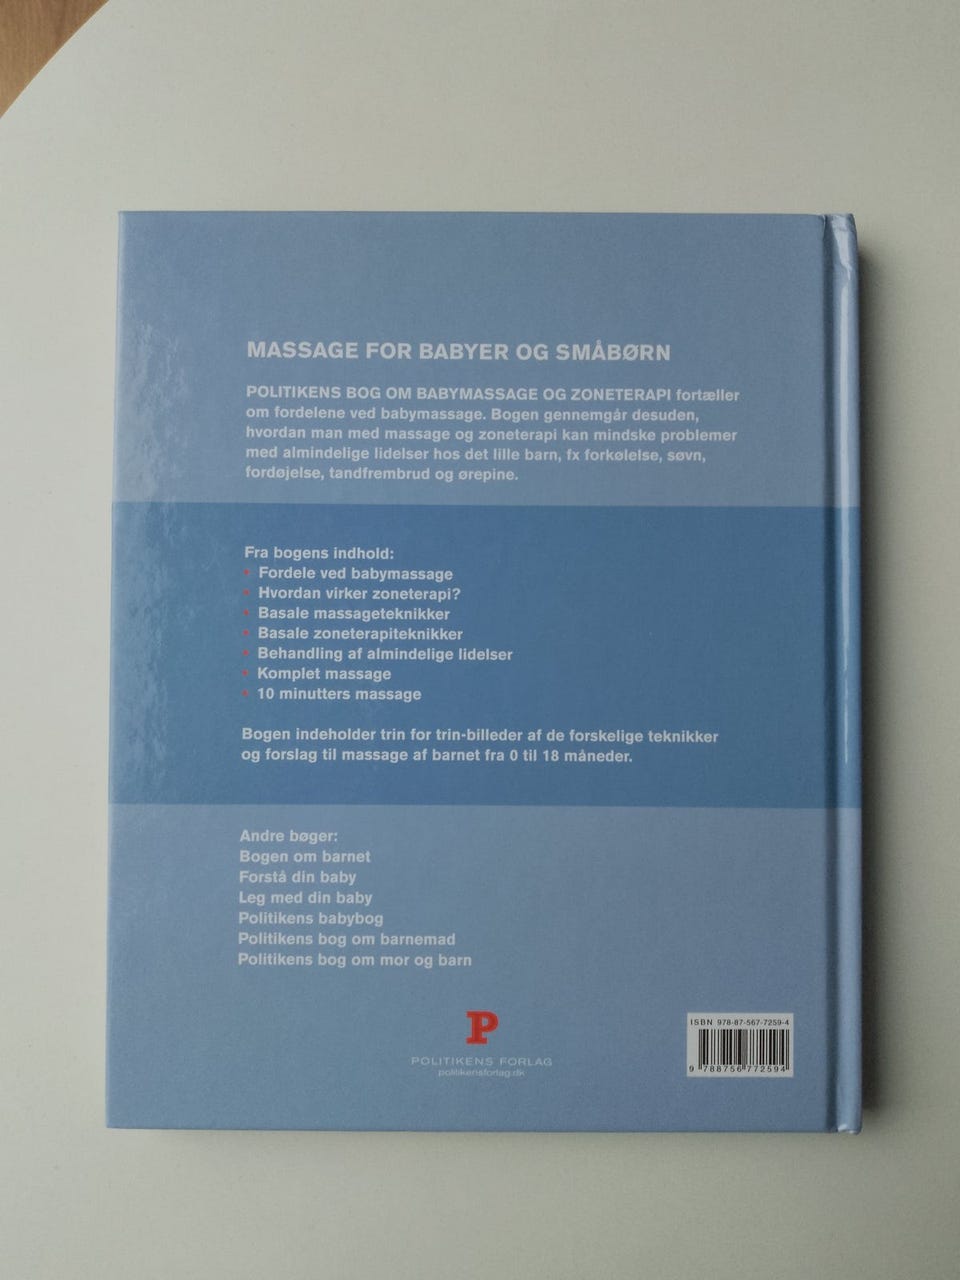 MASSAGE FOR BABYER OG SMÅBØRN
POLITIKENS BOG OM BABYMASSAGE OG ZONETERAPI fortæller
om fordelene ved babymassage. Bogen gennemgår desuden,
hvordan man med massage og zoneterapi kan mindske problemer
med almindelige lidelser hos det lille barn, fx forkølelse, søvn,
fordøjelse, tandfrembrud og ørepine.
Fra bogens indhold:
• Fordele ved babymassage
• Hvordan virker zoneterapi?
• Basale massageteknikker
• Basale zoneterapiteknikker
• Behandling af almindelige lidelser
• Komplet massage
• 10 minutters massage
Bogen indeholder trin for trin-billeder af de forskelige teknikker
og forslag til massage af barnet fra 0 til 18 måneder.
Andre bøger:
Bogen om barnet
Forstå din baby
Leg med din baby
Politikens babybog
Politikens bog om barnemad
Politikens bog om mor og barn
P
POLITIKENS FORLAG
politikensforlag.dk
ISBN 978-87-567-7259-4
9 788756 772594